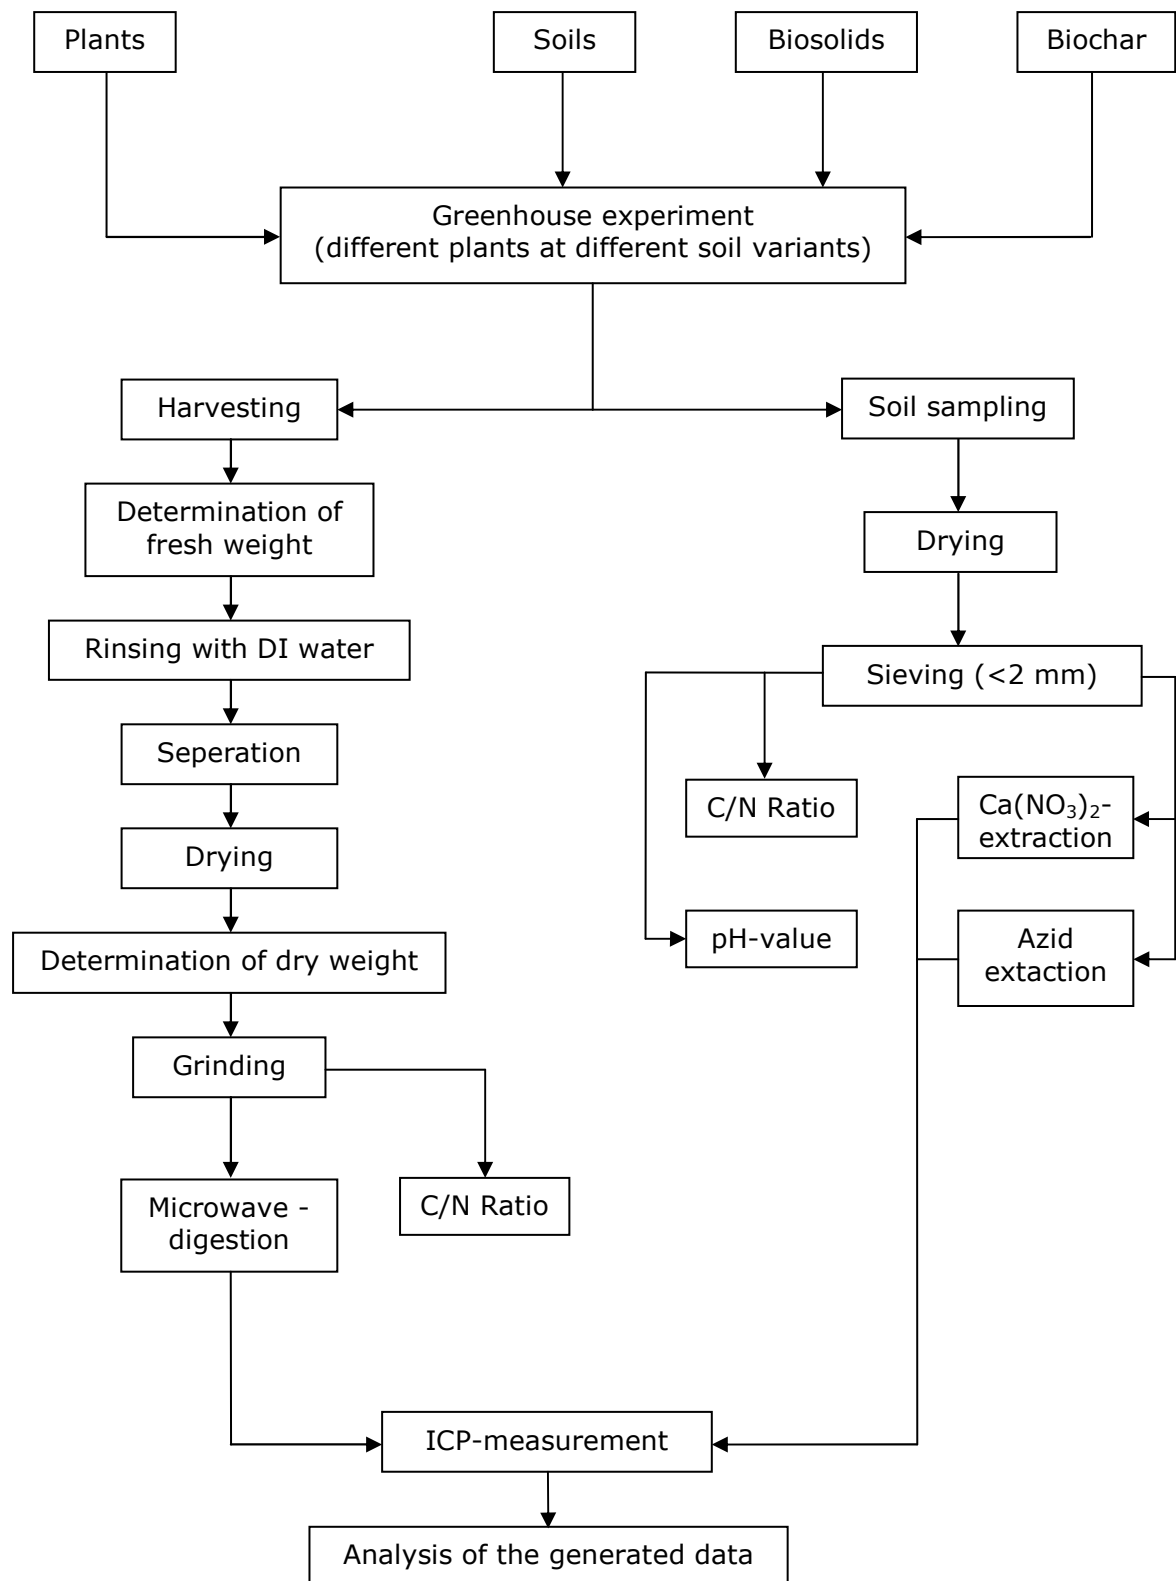 Plants
Soils
Biosolids
Biochar
Greenhouse experiment
(different plants at different soil variants)
Harvesting
Soil sampling
Determination of
fresh weight
Drying
Rinsing with DI water
Sieving (<2 mm)
Seperation
C/N Ratio
Ca(NO₃)₂-
extraction
Drying
pH-value
Azid
extaction
Determination of dry weight
Grinding
Microwave -
digestion
C/N Ratio
ICP-measurement
Analysis of the generated data